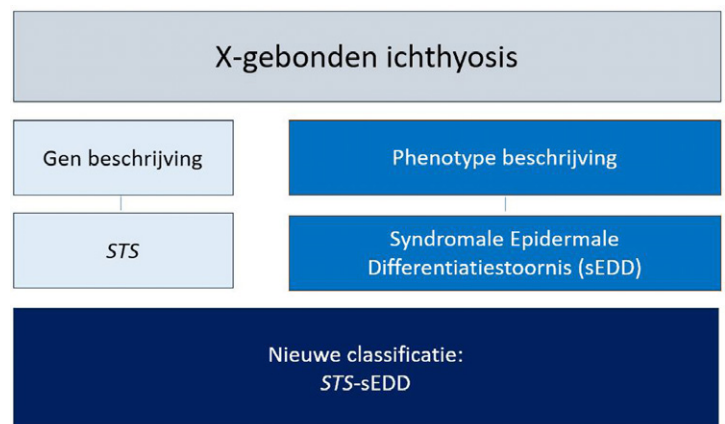 X-gebonden ichthyosis
Gen beschrijving
Phenotype beschrijving
STS
Syndromale Epidermale
Differentiatiestoornis (sEDD)
Nieuwe classificatie:
STS-sEDD